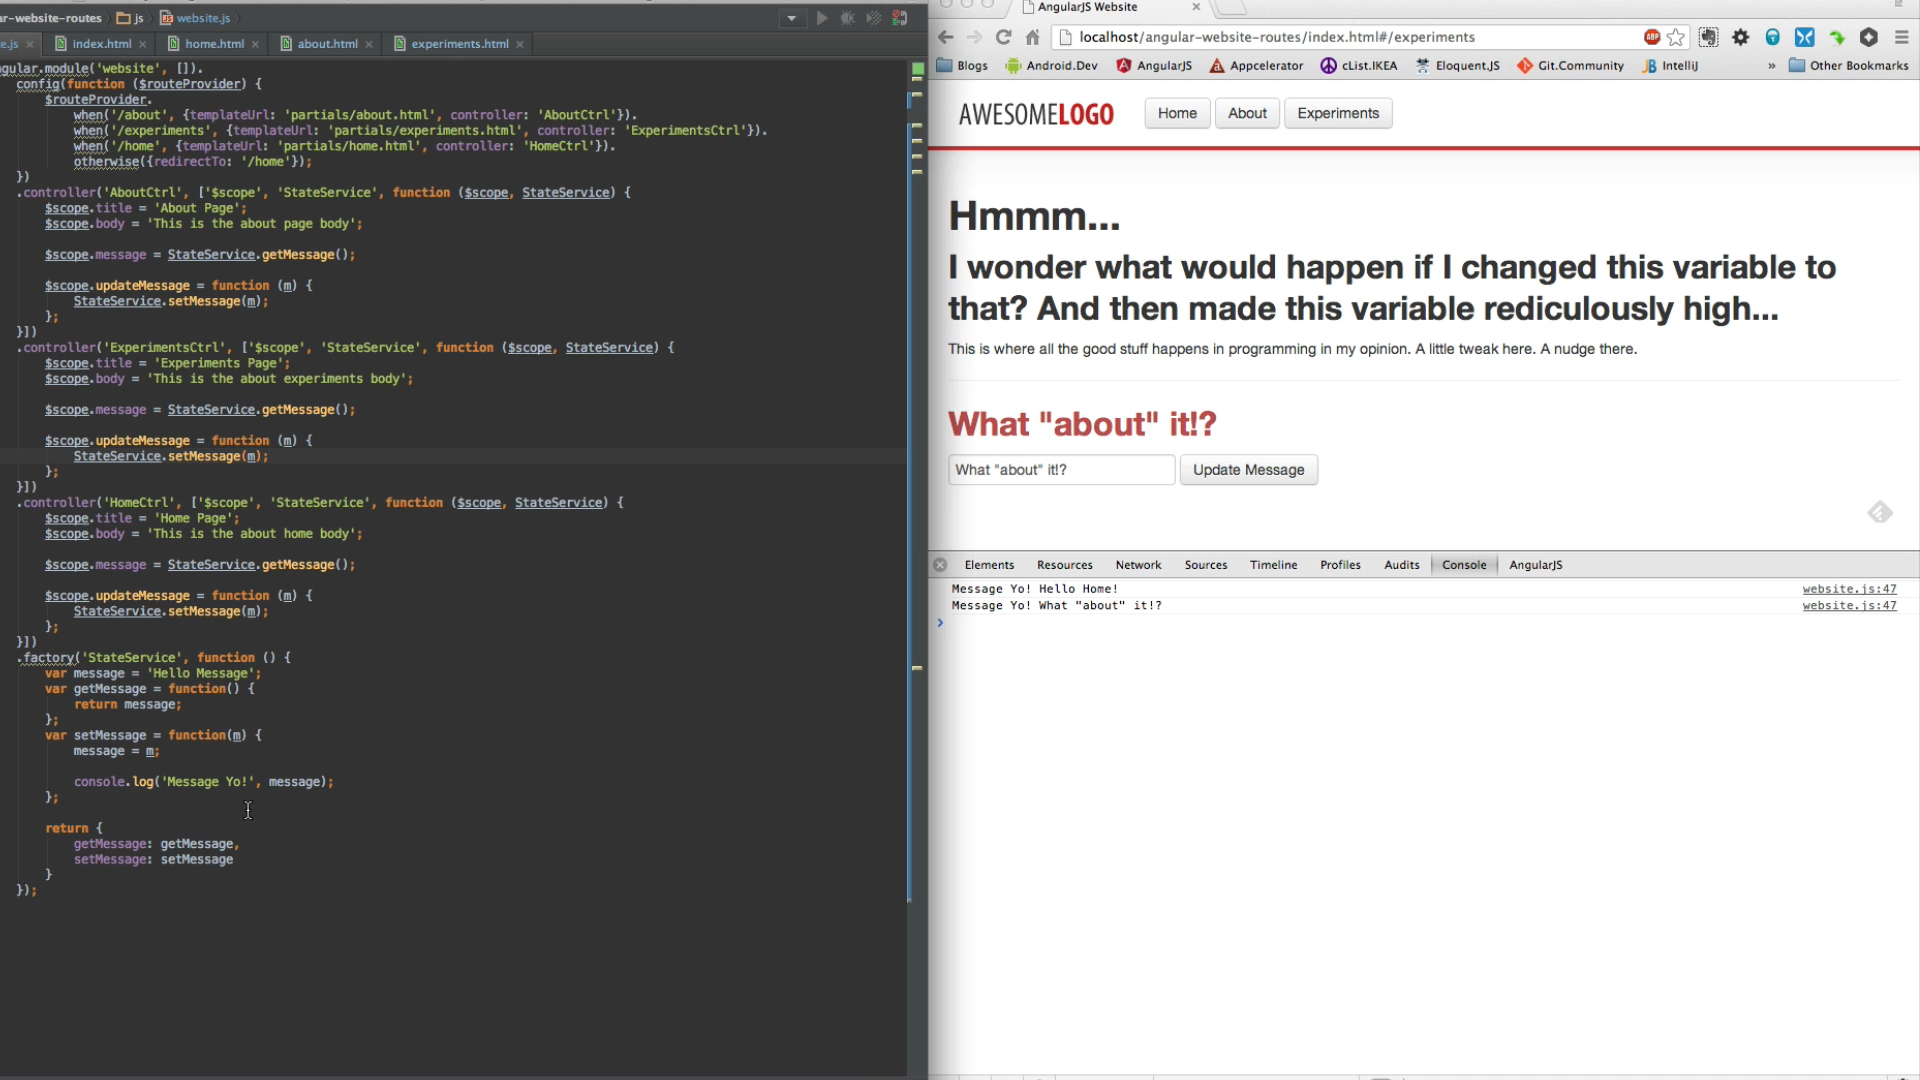 ar-website-routes js website.js
e.js index.html home.html about.html experiments.html
ngular.module('website', []).
config(function ($routeProvider) {
$routeProvider.
when('/about', {templateUrl: 'partials/about.html', controller: 'AboutCtrl'}).
when('/experiments', {templateUrl: 'partials/experiments.html', controller: 'ExperimentsCtrl'}).
when('/home', {templateUrl: 'partials/home.html', controller: 'HomeCtrl'}).
otherwise({redirectTo: '/home'});
})
.controller('AboutCtrl', ['$scope', 'StateService', function ($scope, StateService) {
$scope.title = 'About Page';
$scope.body = 'This is the about page body';
$scope.message = StateService.getMessage();
$scope.updateMessage = function (m) {
StateService.setMessage(m);
};
}])
.controller('ExperimentsCtrl', ['$scope', 'StateService', function ($scope, StateService) {
$scope.title = 'Experiments Page';
$scope.body = 'This is the about experiments body';
$scope.message = StateService.getMessage();
$scope.updateMessage = function (m) {
StateService.setMessage(m);
};
}])
.controller('HomeCtrl', ['$scope', 'StateService', function ($scope, StateService) {
$scope.title = 'Home Page';
$scope.body = 'This is the about home body';
$scope.message = StateService.getMessage();
$scope.updateMessage = function (m) {
StateService.setMessage(m);
};
}])
.factory('StateService', function () {
var message = 'Hello Message';
var getMessage = function() {
return message;
};
var setMessage = function(m) {
message = m;
console.log('Message Yo!', message);
};
return {
getMessage: getMessage,
setMessage: setMessage
}
});
AngularJS Website
localhost/angular-website-routes/index.html#/experiments ABP
Blogs Android.Dev AngularJS Appcelerator cList.IKEA Eloquent.JS Git.Community IntelliJ » Other Bookmarks
AWESOMELOGO Home About Experiments
Hmmm...
I wonder what would happen if I changed this variable to
that? And then made this variable rediculously high...
This is where all the good stuff happens in programming in my opinion. A little tweak here. A nudge there.
What "about" it!?
What "about" it!? Update Message
Elements Resources Network Sources Timeline Profiles Audits Console AngularJS
Message Yo! Hello Home! website.js:47
Message Yo! What "about" it!? website.js:47